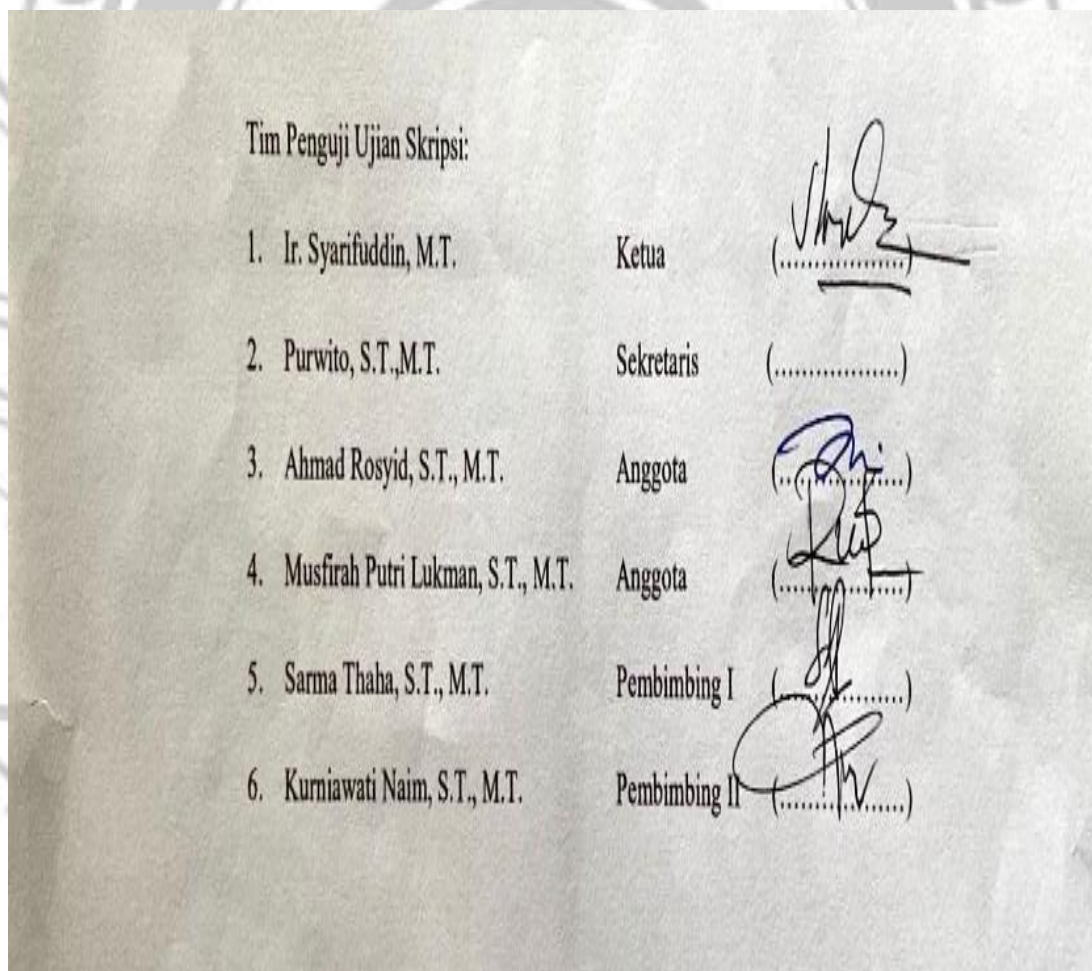 Tim Penguji Ujian Skripsi:
1. Ir. Syarifuddin, M.T. Ketua (..................)
2. Purwito, S.T.,M.T. Sekretaris (..................)
3. Ahmad Rosyid, S.T., M.T. Anggota (..................)
4. Musfirah Putri Lukman, S.T., M.T. Anggota (..................)
5. Sarma Thaha, S.T., M.T. Pembimbing I (..................)
6. Kurniawati Naim, S.T., M.T. Pembimbing II (..................)